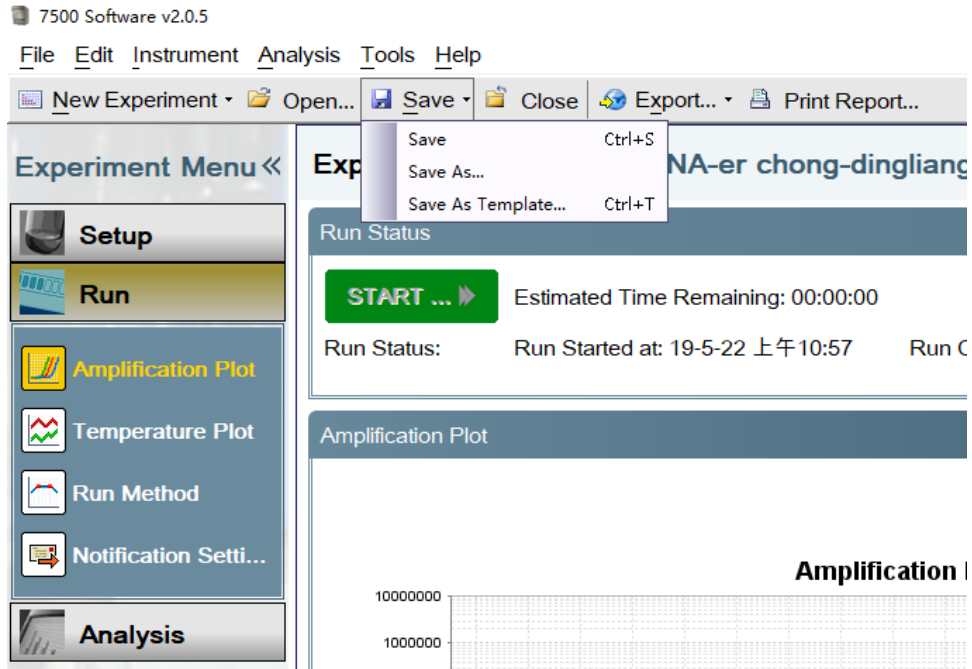 7500 Software v2.0.5
File Edit Instrument Analysis Tools Help
New Experiment Open... Save Close Export... Print Report...
Save Ctrl+S
Save As...
Save As Template... Ctrl+T
Experiment Menu «
Exp NA-er chong-dingliang
Setup
Run
Amplification Plot
Temperature Plot
Run Method
Notification Setti...
Analysis
Run Status
START ...
Estimated Time Remaining: 00:00:00
Run Status: Run Started at: 19-5-22 上午10:57 Run
Amplification Plot
Amplification
10000000
1000000